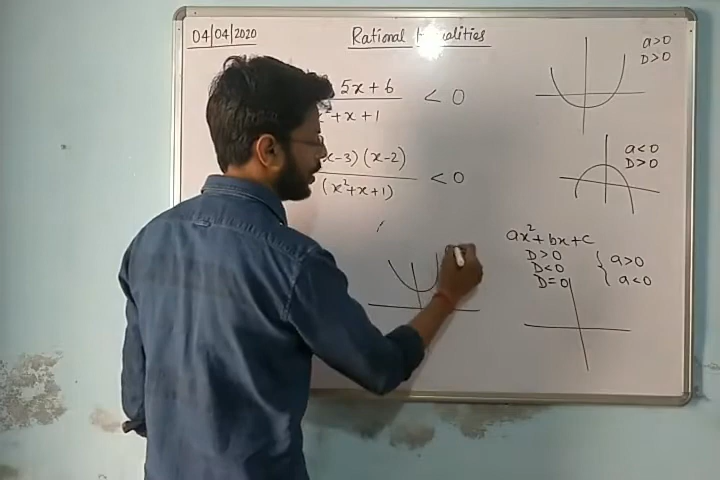 04/04/2020
Rational
5x+6 < 0
x²+x+1
x-3)(x-2) < 0
(x²+x+1)
a>0
D>0
a<0
D>0
ax²+bx+c
D>0
D<0
D=0
{ a>0
a<0